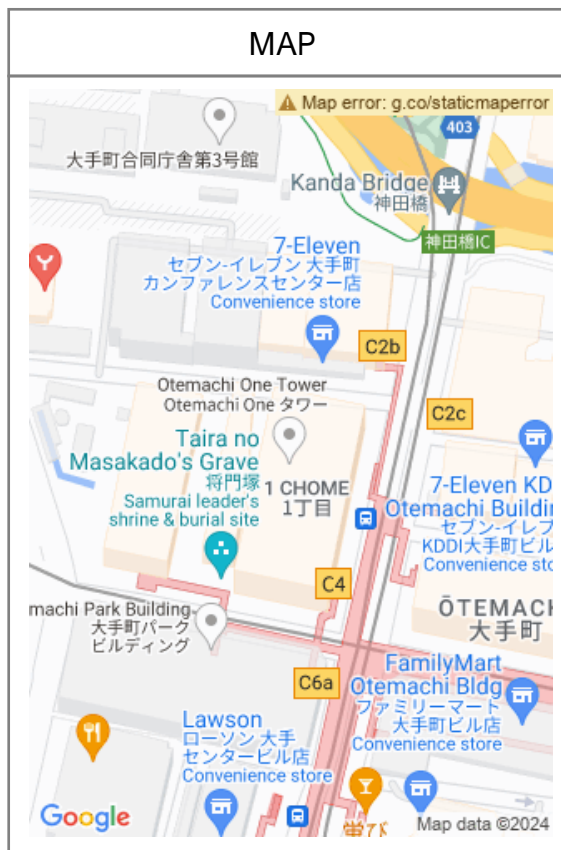 MAP
Map error: g.co/staticmaperror
403
大手町合同庁舎第3号館
Kanda Bridge
神田橋
神田橋IC
7-Eleven
セブン-イレブン 大手町
カンファレンスセンター店
Convenience store
C2b
Otemachi One Tower
Otemachi One タワー
C2c
Taira no
Masakado's Grave
将門塚
Samurai leader's
shrine & burial site
1 CHOME
1丁目
7-Eleven KD
Otemachi Buildin
セブン-イレブ
KDDI大手町ビル
Convenience sto
C4
machi Park Building
大手町パーク
ビルディング
ŌTEMACH
大手町
C6a
FamilyMart
Otemachi Bldg
ファミリーマート
大手町ビル店
Convenience store
Lawson
ローソン 大手
センタービル店
Convenience store
Google
Map data ©2024